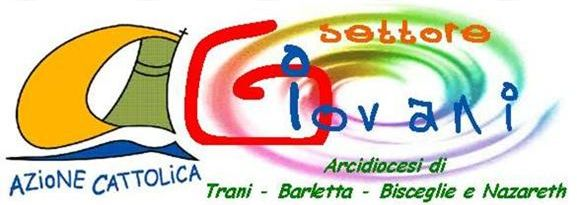 AZIONE CATTOLICA
settore
Giovani
Arcidiocesi di
Trani - Barletta - Bisceglie e Nazareth